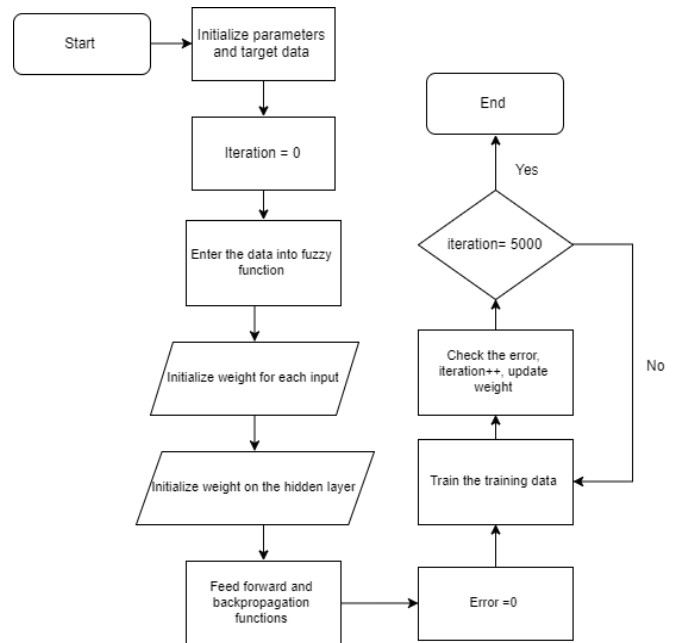 Start
Initialize parameters
and target data
Iteration = 0
Enter the data into fuzzy
function
Initialize weight for each input
Initialize weight on the hidden layer
Feed forward and
backpropagation
functions
Error =0
Train the training data
Check the error,
iteration++, update
weight
iteration= 5000
Yes
No
End